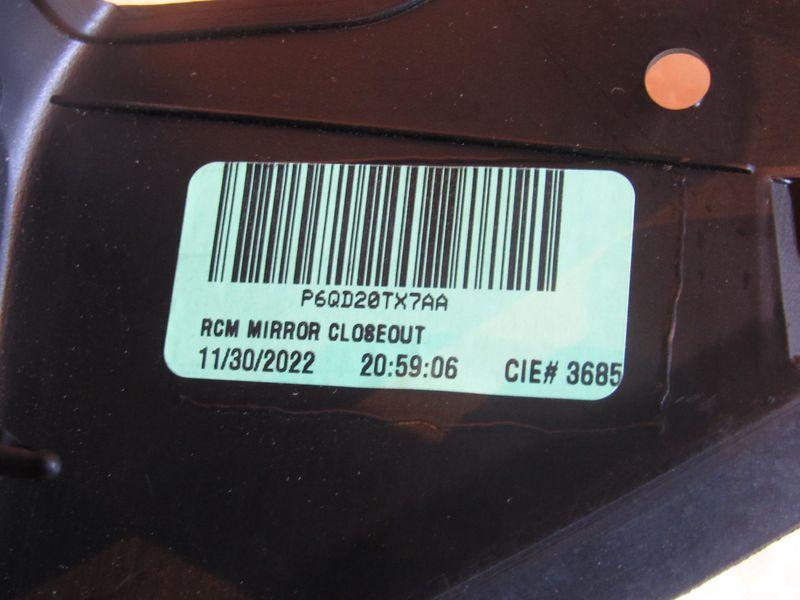 P6QD20TX7AA
RCM MIRROR CLOSEOUT
11/30/2022 20:59:06 CIE# 3685